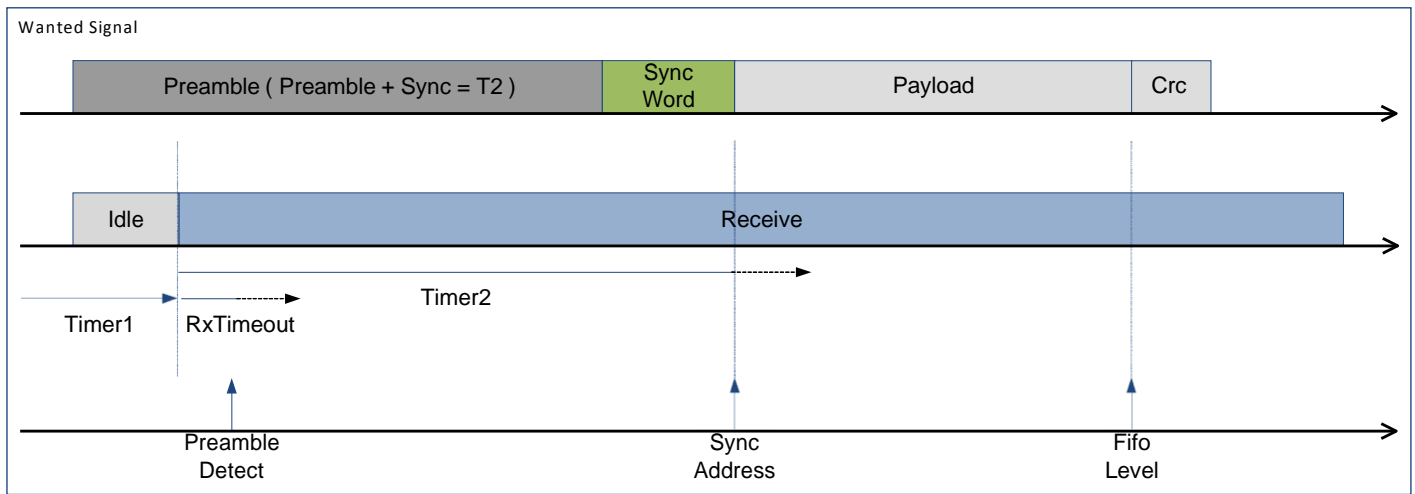 Wanted Signal
Preamble ( Preamble + Sync = T2 )
Sync
Word
Payload
Crc
Idle
Receive
Timer2
Timer1
RxTimeout
Preamble
Detect
Sync
Address
Fifo
Level